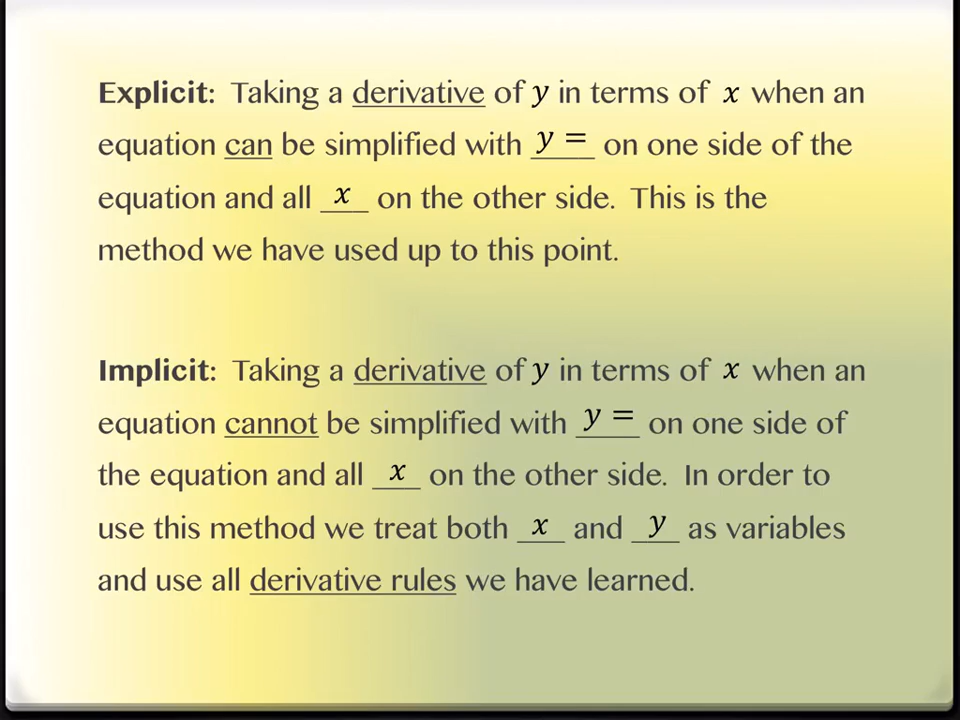 Explicit: Taking a derivative of y in terms of x when an
equation can be simplified with y = on one side of the
equation and all x on the other side. This is the
method we have used up to this point.
Implicit: Taking a derivative of y in terms of x when an
equation cannot be simplified with y = on one side of
the equation and all x on the other side. In order to
use this method we treat both x and y as variables
and use all derivative rules we have learned.